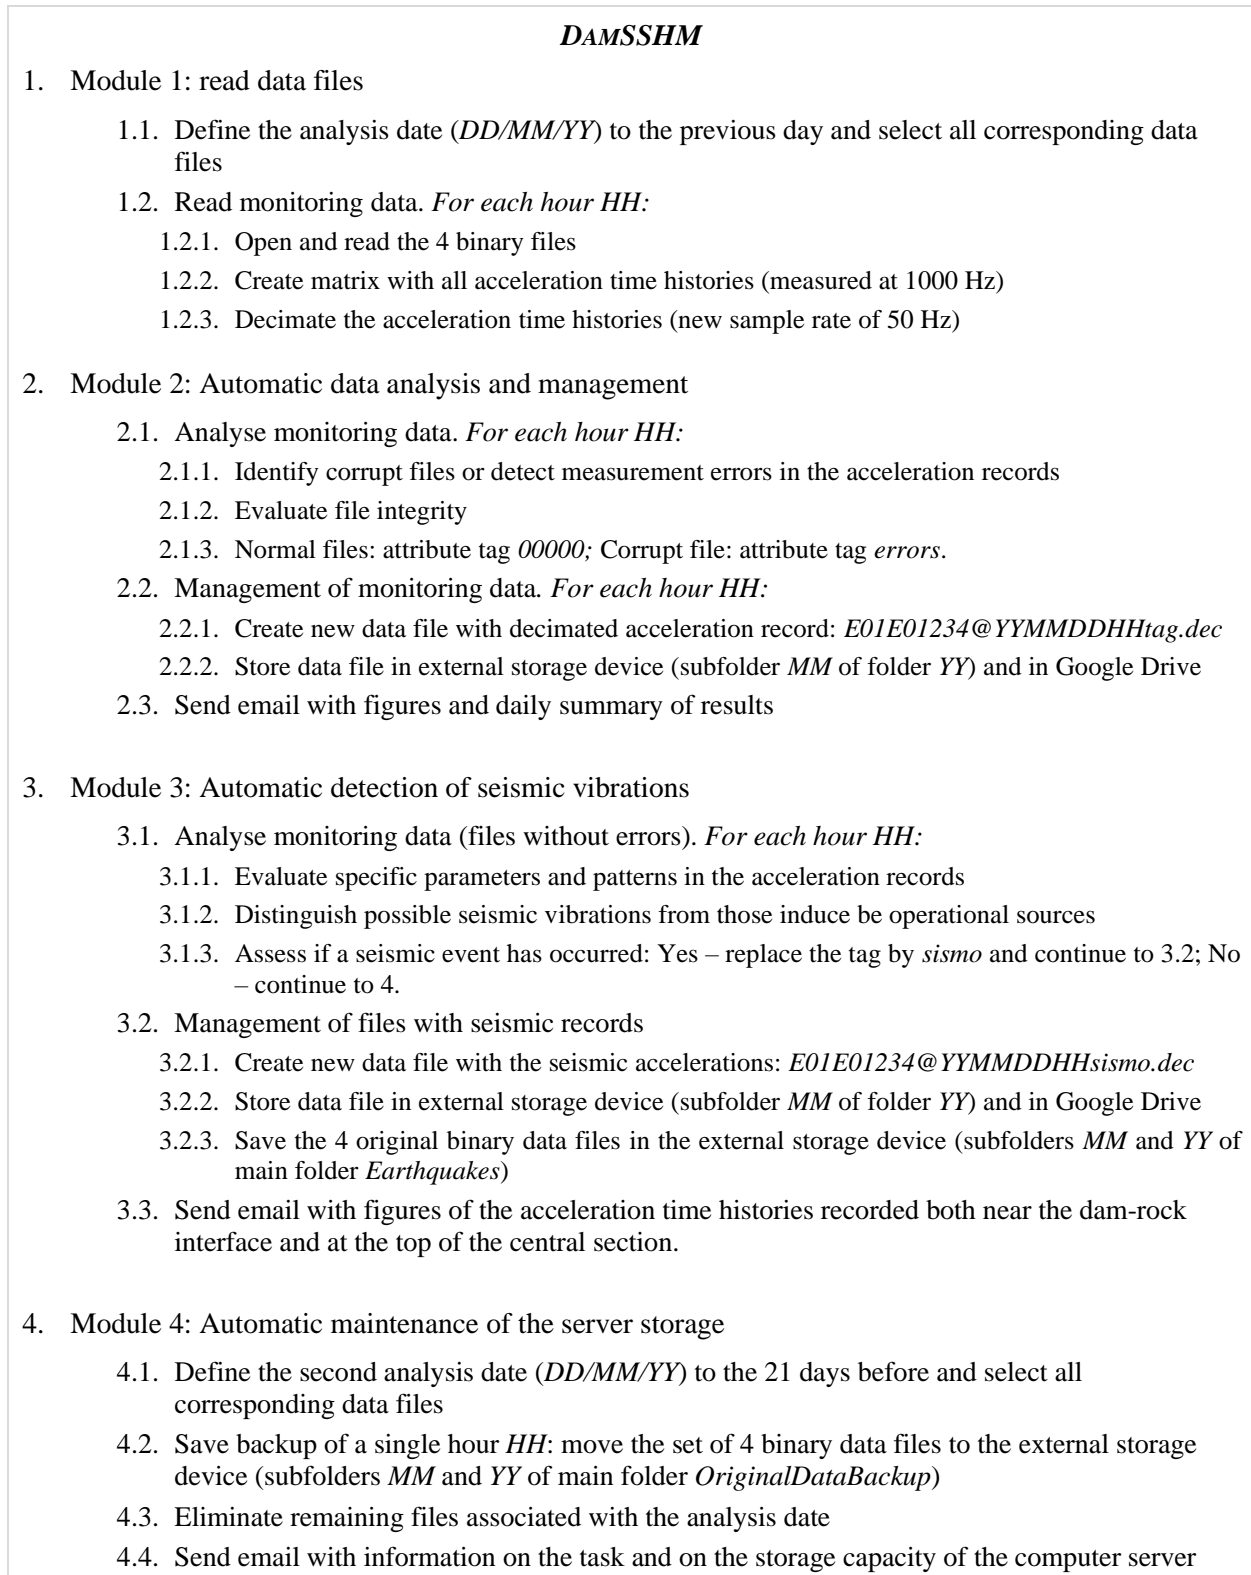 DAMSSHM
1. Module 1: read data files
1.1. Define the analysis date (DD/MM/YY) to the previous day and select all corresponding data
files
1.2. Read monitoring data. For each hour HH:
1.2.1. Open and read the 4 binary files
1.2.2. Create matrix with all acceleration time histories (measured at 1000 Hz)
1.2.3. Decimate the acceleration time histories (new sample rate of 50 Hz)
2. Module 2: Automatic data analysis and management
2.1. Analyse monitoring data. For each hour HH:
2.1.1. Identify corrupt files or detect measurement errors in the acceleration records
2.1.2. Evaluate file integrity
2.1.3. Normal files: attribute tag 00000; Corrupt file: attribute tag errors.
2.2. Management of monitoring data. For each hour HH:
2.2.1. Create new data file with decimated acceleration record: E01E01234@YYMMDDHHtag.dec
2.2.2. Store data file in external storage device (subfolder MM of folder YY) and in Google Drive
2.3. Send email with figures and daily summary of results
3. Module 3: Automatic detection of seismic vibrations
3.1. Analyse monitoring data (files without errors). For each hour HH:
3.1.1. Evaluate specific parameters and patterns in the acceleration records
3.1.2. Distinguish possible seismic vibrations from those induce be operational sources
3.1.3. Assess if a seismic event has occurred: Yes – replace the tag by sismo and continue to 3.2; No
– continue to 4.
3.2. Management of files with seismic records
3.2.1. Create new data file with the seismic accelerations: E01E01234@YYMMDDHHsismo.dec
3.2.2. Store data file in external storage device (subfolder MM of folder YY) and in Google Drive
3.2.3. Save the 4 original binary data files in the external storage device (subfolders MM and YY of
main folder Earthquakes)
3.3. Send email with figures of the acceleration time histories recorded both near the dam-rock
interface and at the top of the central section.
4. Module 4: Automatic maintenance of the server storage
4.1. Define the second analysis date (DD/MM/YY) to the 21 days before and select all
corresponding data files
4.2. Save backup of a single hour HH: move the set of 4 binary data files to the external storage
device (subfolders MM and YY of main folder OriginalDataBackup)
4.3. Eliminate remaining files associated with the analysis date
4.4. Send email with information on the task and on the storage capacity of the computer server